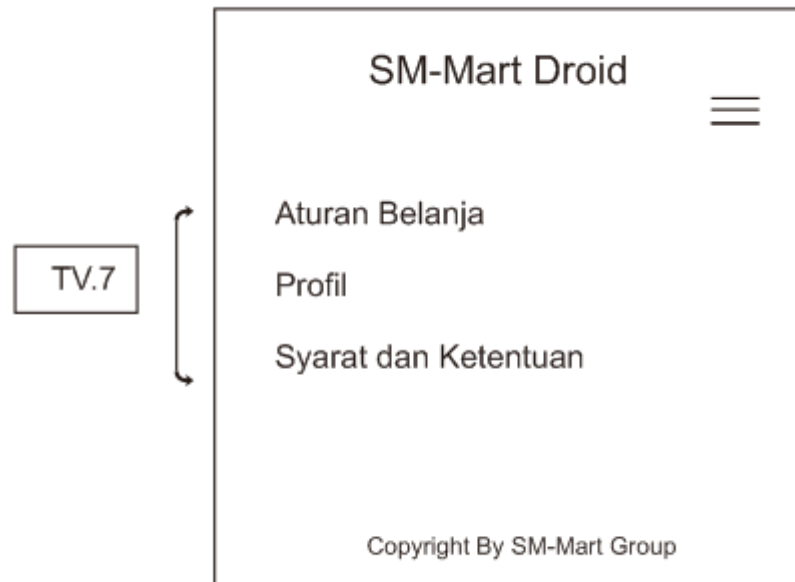 SM-Mart Droid
Aturan Belanja
TV.7
Profil
Syarat dan Ketentuan
Copyright By SM-Mart Group